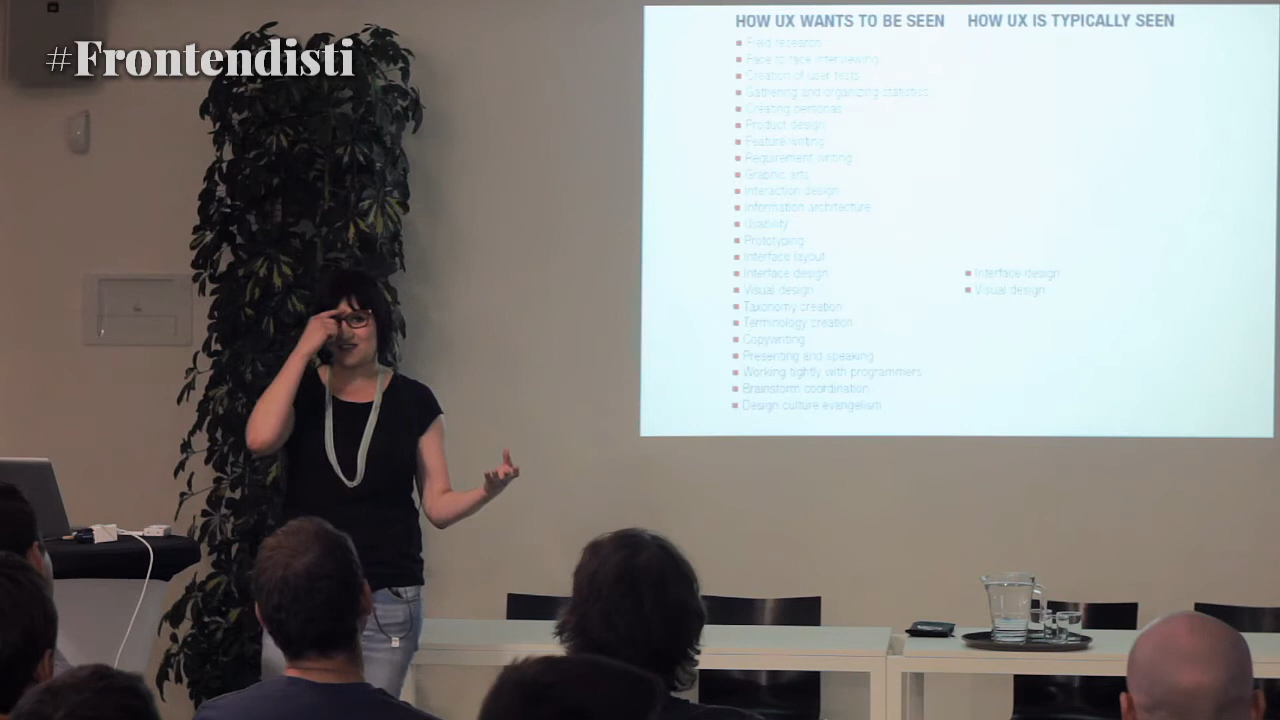 #Frontendisti
HOW UX WANTS TO BE SEEN
Field research
Face to face interviewing
Creation of user tests
Gathering and organizing statistics
Creating personas
Product design
Feature writing
Requirement writing
Graphic arts
Interaction design
Information architecture
Usability
Prototyping
Interface layout
Interface design
Visual design
Taxonomy creation
Terminology creation
Copywriting
Presenting and speaking
Working tightly with programmers
Brainstorm coordination
Design culture evangelism
HOW UX IS TYPICALLY SEEN
Interface design
Visual design